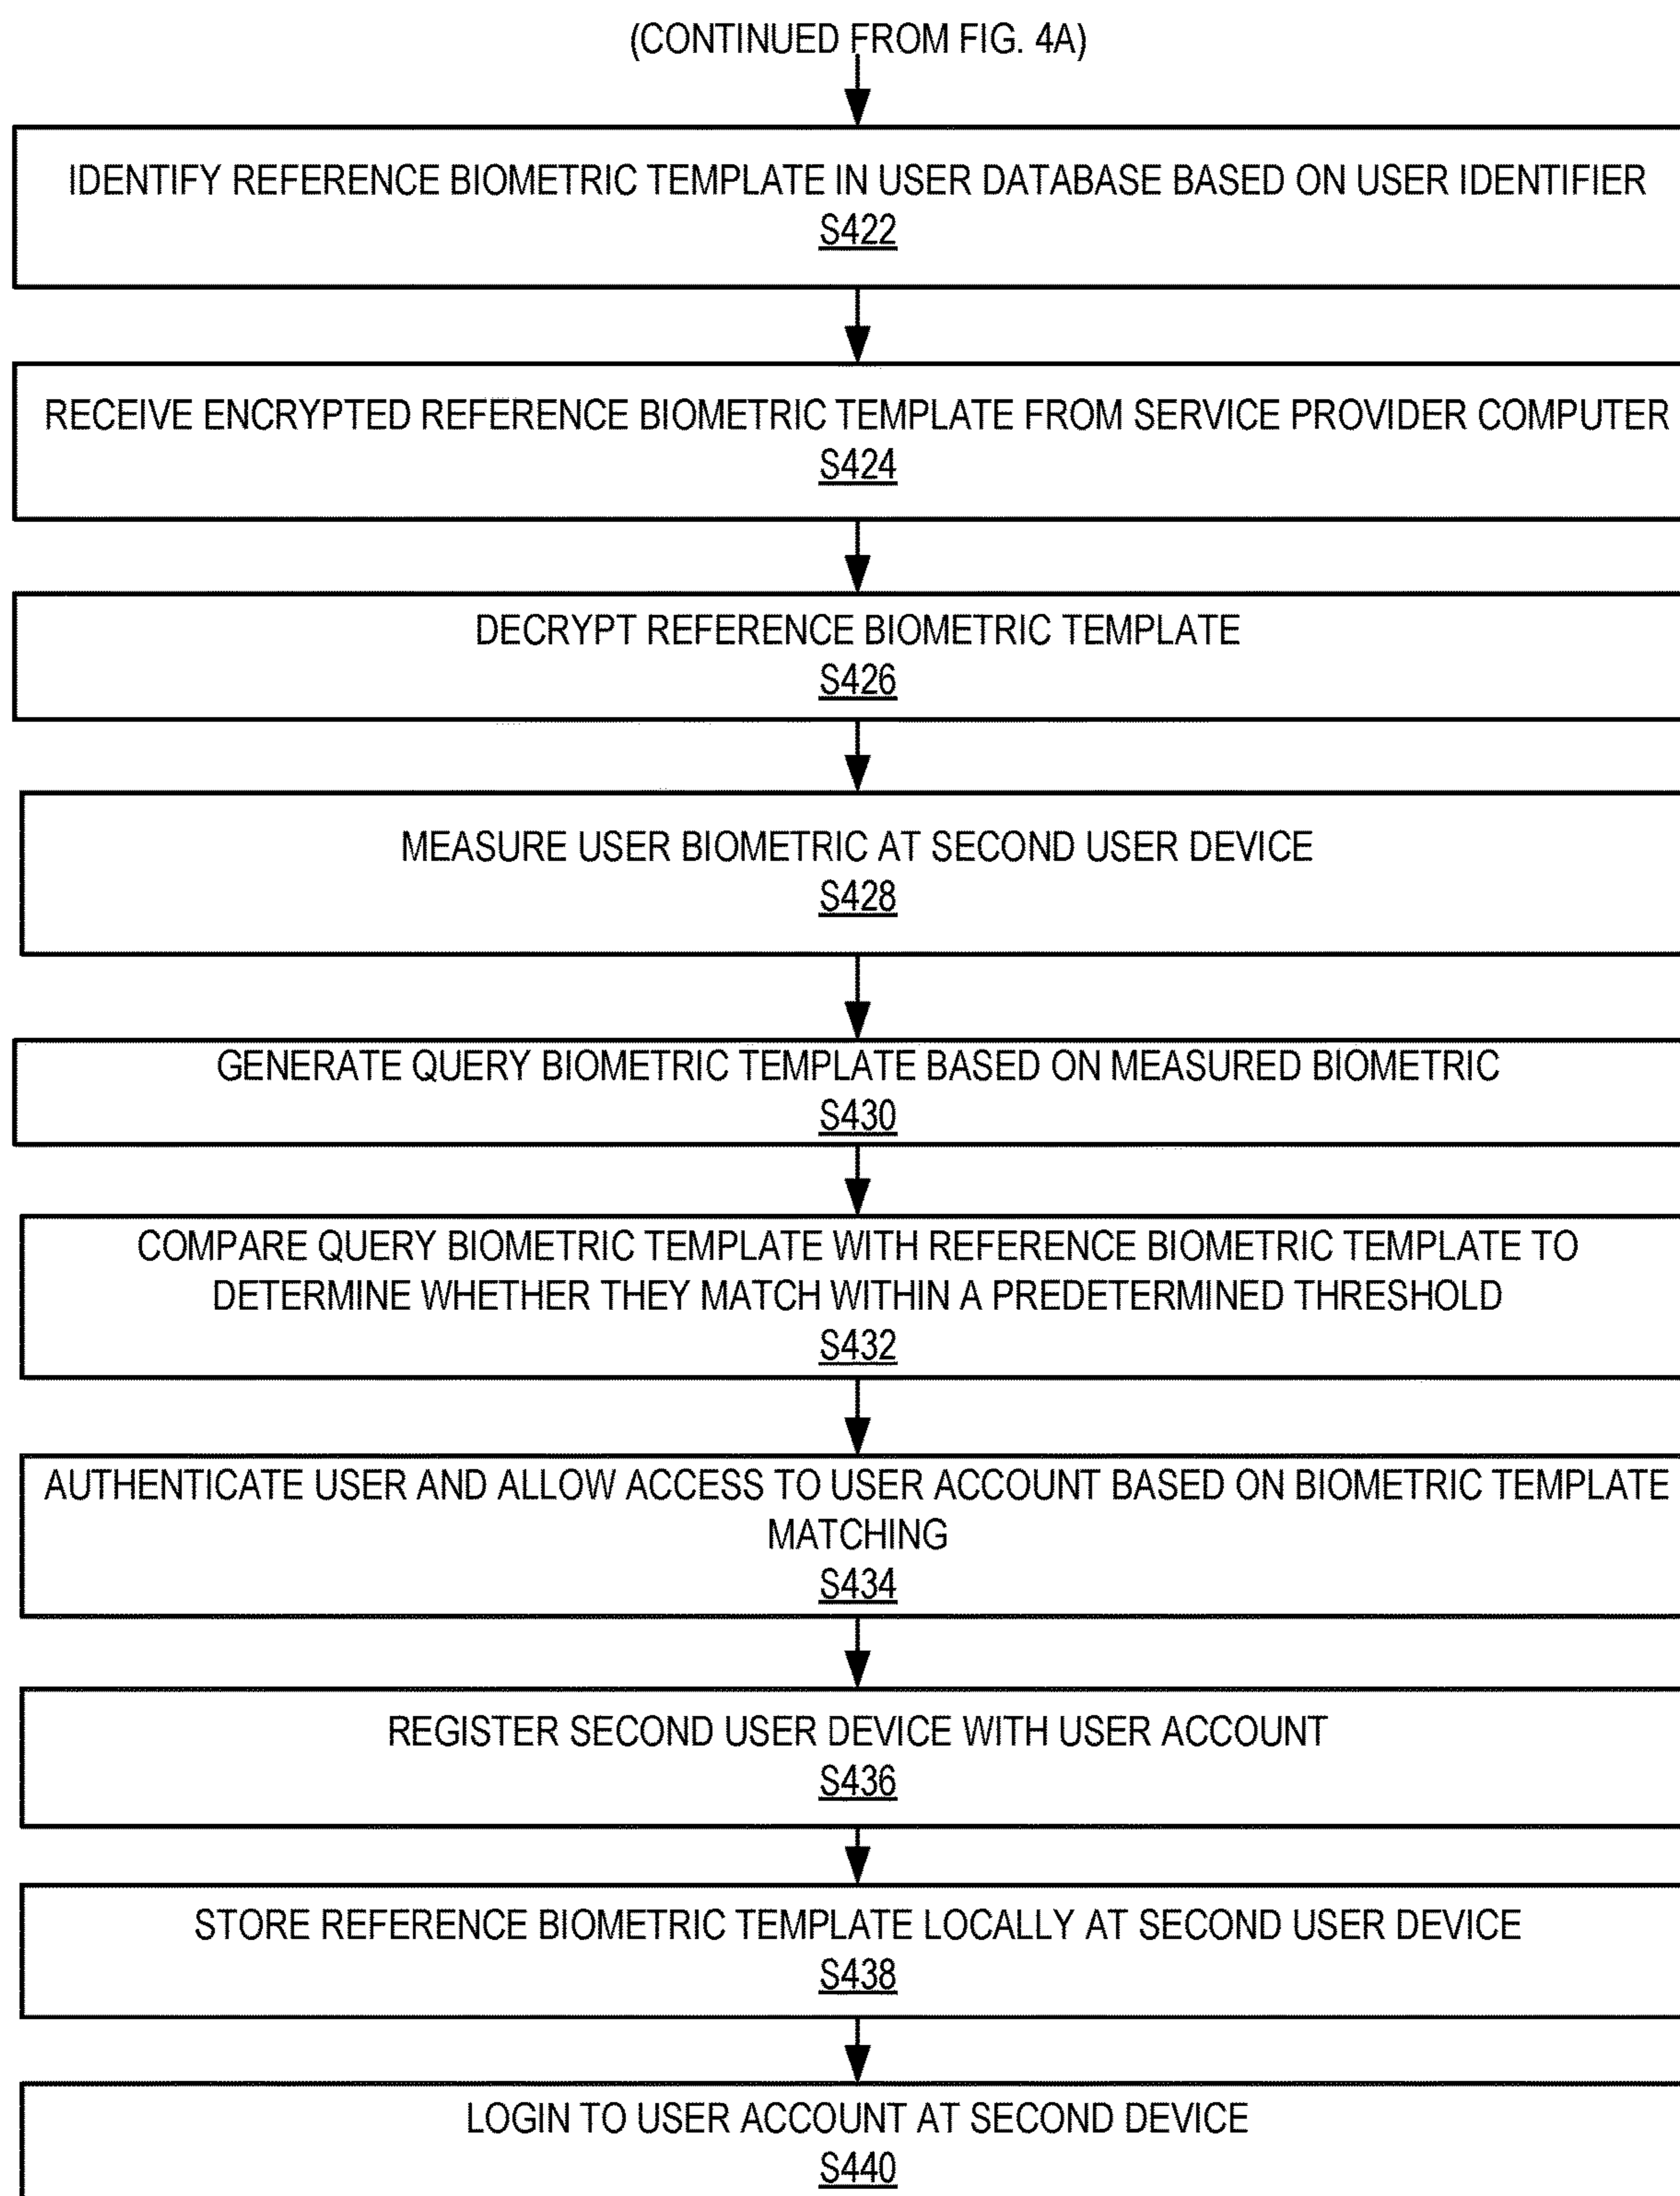 (CONTINUED FROM FIG. 4A)
IDENTIFY REFERENCE BIOMETRIC TEMPLATE IN USER DATABASE BASED ON USER IDENTIFIER
S422
RECEIVE ENCRYPTED REFERENCE BIOMETRIC TEMPLATE FROM SERVICE PROVIDER COMPUTER
S424
DECRYPT REFERENCE BIOMETRIC TEMPLATE
S426
MEASURE USER BIOMETRIC AT SECOND USER DEVICE
S428
GENERATE QUERY BIOMETRIC TEMPLATE BASED ON MEASURED BIOMETRIC
S430
COMPARE QUERY BIOMETRIC TEMPLATE WITH REFERENCE BIOMETRIC TEMPLATE TO
DETERMINE WHETHER THEY MATCH WITHIN A PREDETERMINED THRESHOLD
S432
AUTHENTICATE USER AND ALLOW ACCESS TO USER ACCOUNT BASED ON BIOMETRIC TEMPLATE
MATCHING
S434
REGISTER SECOND USER DEVICE WITH USER ACCOUNT
S436
STORE REFERENCE BIOMETRIC TEMPLATE LOCALLY AT SECOND USER DEVICE
S438
LOGIN TO USER ACCOUNT AT SECOND DEVICE
S440